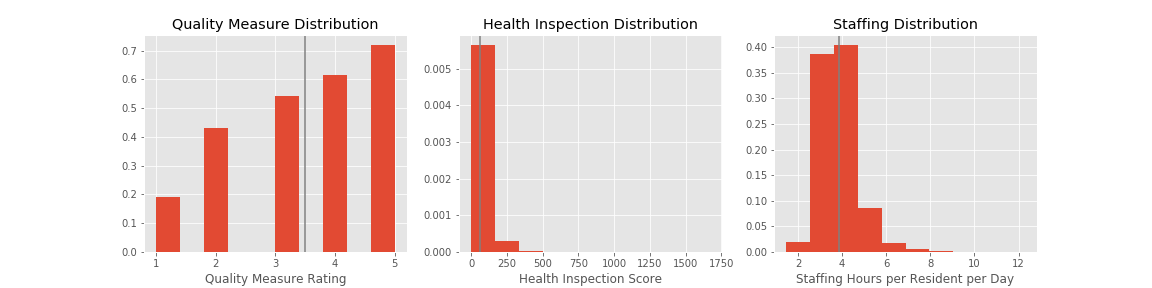 Quality Measure Distribution
0.7
0.6
0.5
0.4
0.3
0.2
0.1
0.0
1 2 3 4 5
Quality Measure Rating
Health Inspection Distribution
0.005
0.004
0.003
0.002
0.001
0.000
0 250 500 750 1000 1250 1500 1750
Health Inspection Score
Staffing Distribution
0.40
0.35
0.30
0.25
0.20
0.15
0.10
0.05
0.00
2 4 6 8 10 12
Staffing Hours per Resident per Day